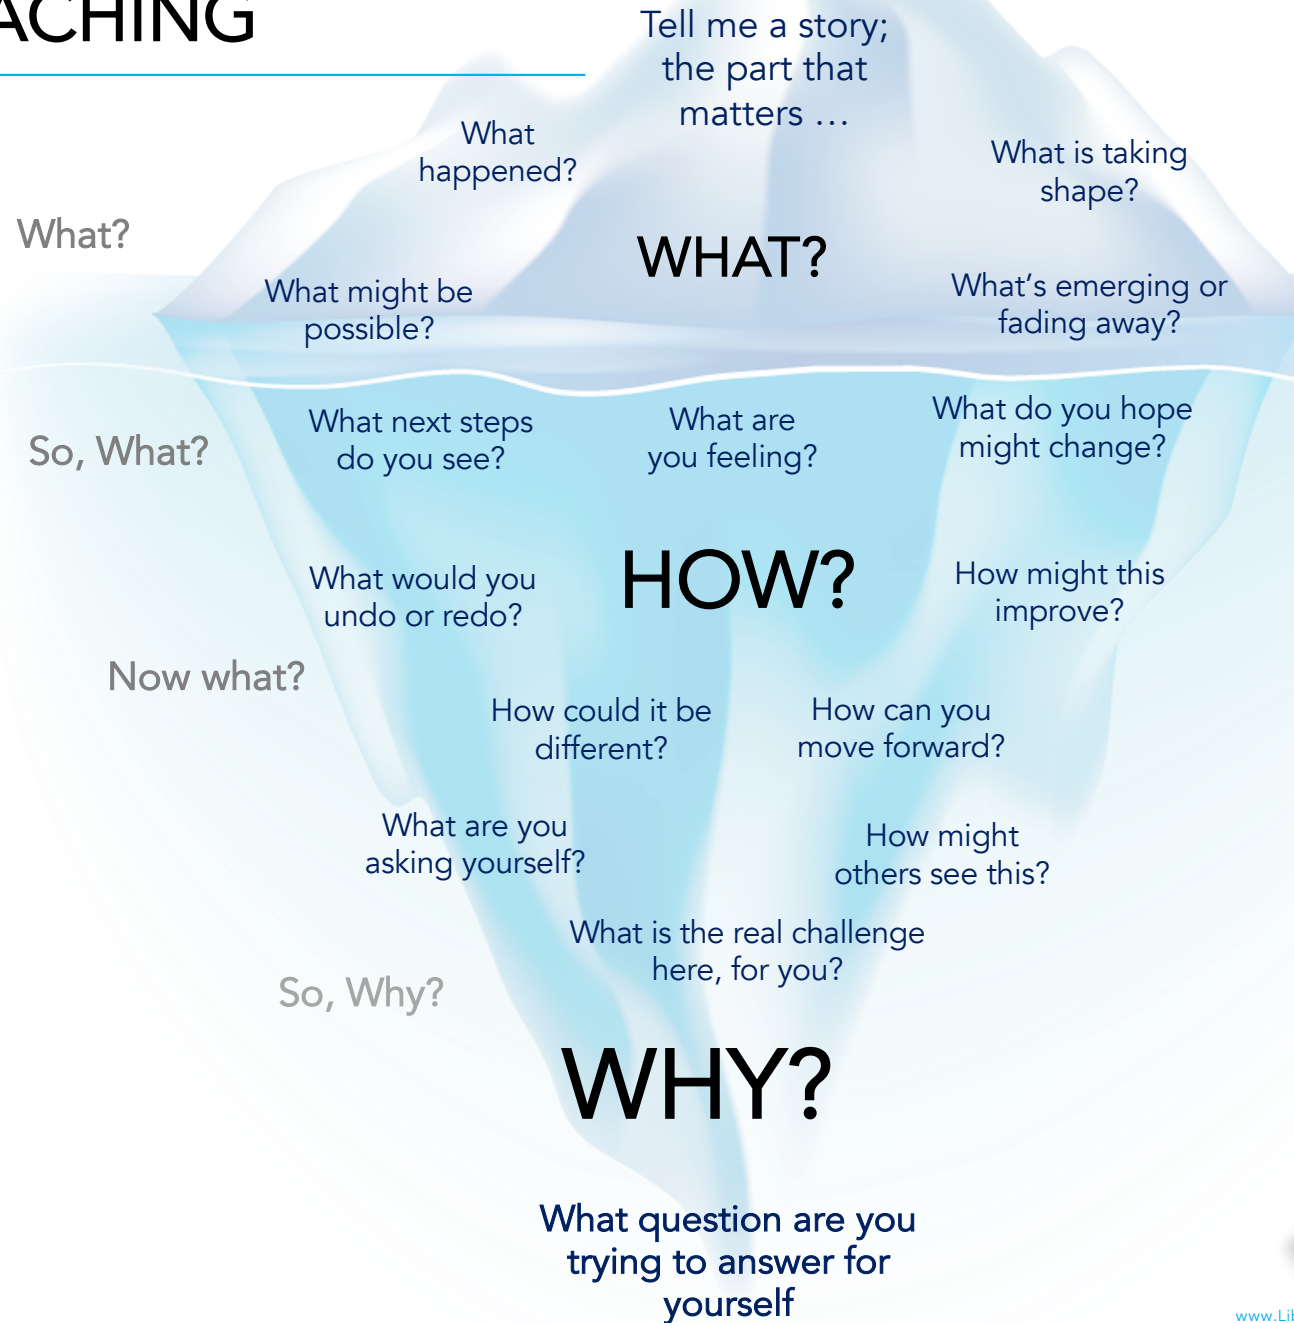 ACHING
Tell me a story;
the part that
matters …
What
happened?
What is taking
shape?
What?
WHAT?
What might be
possible?
What's emerging or
fading away?
What next steps
do you see?
What are
you feeling?
What do you hope
might change?
So, What?
HOW?
What would you
undo or redo?
How might this
improve?
Now what?
How could it be
different?
How can you
move forward?
What are you
asking yourself?
How might
others see this?
What is the real challenge
here, for you?
So, Why?
WHY?
What question are you
trying to answer for
yourself
www.Lib